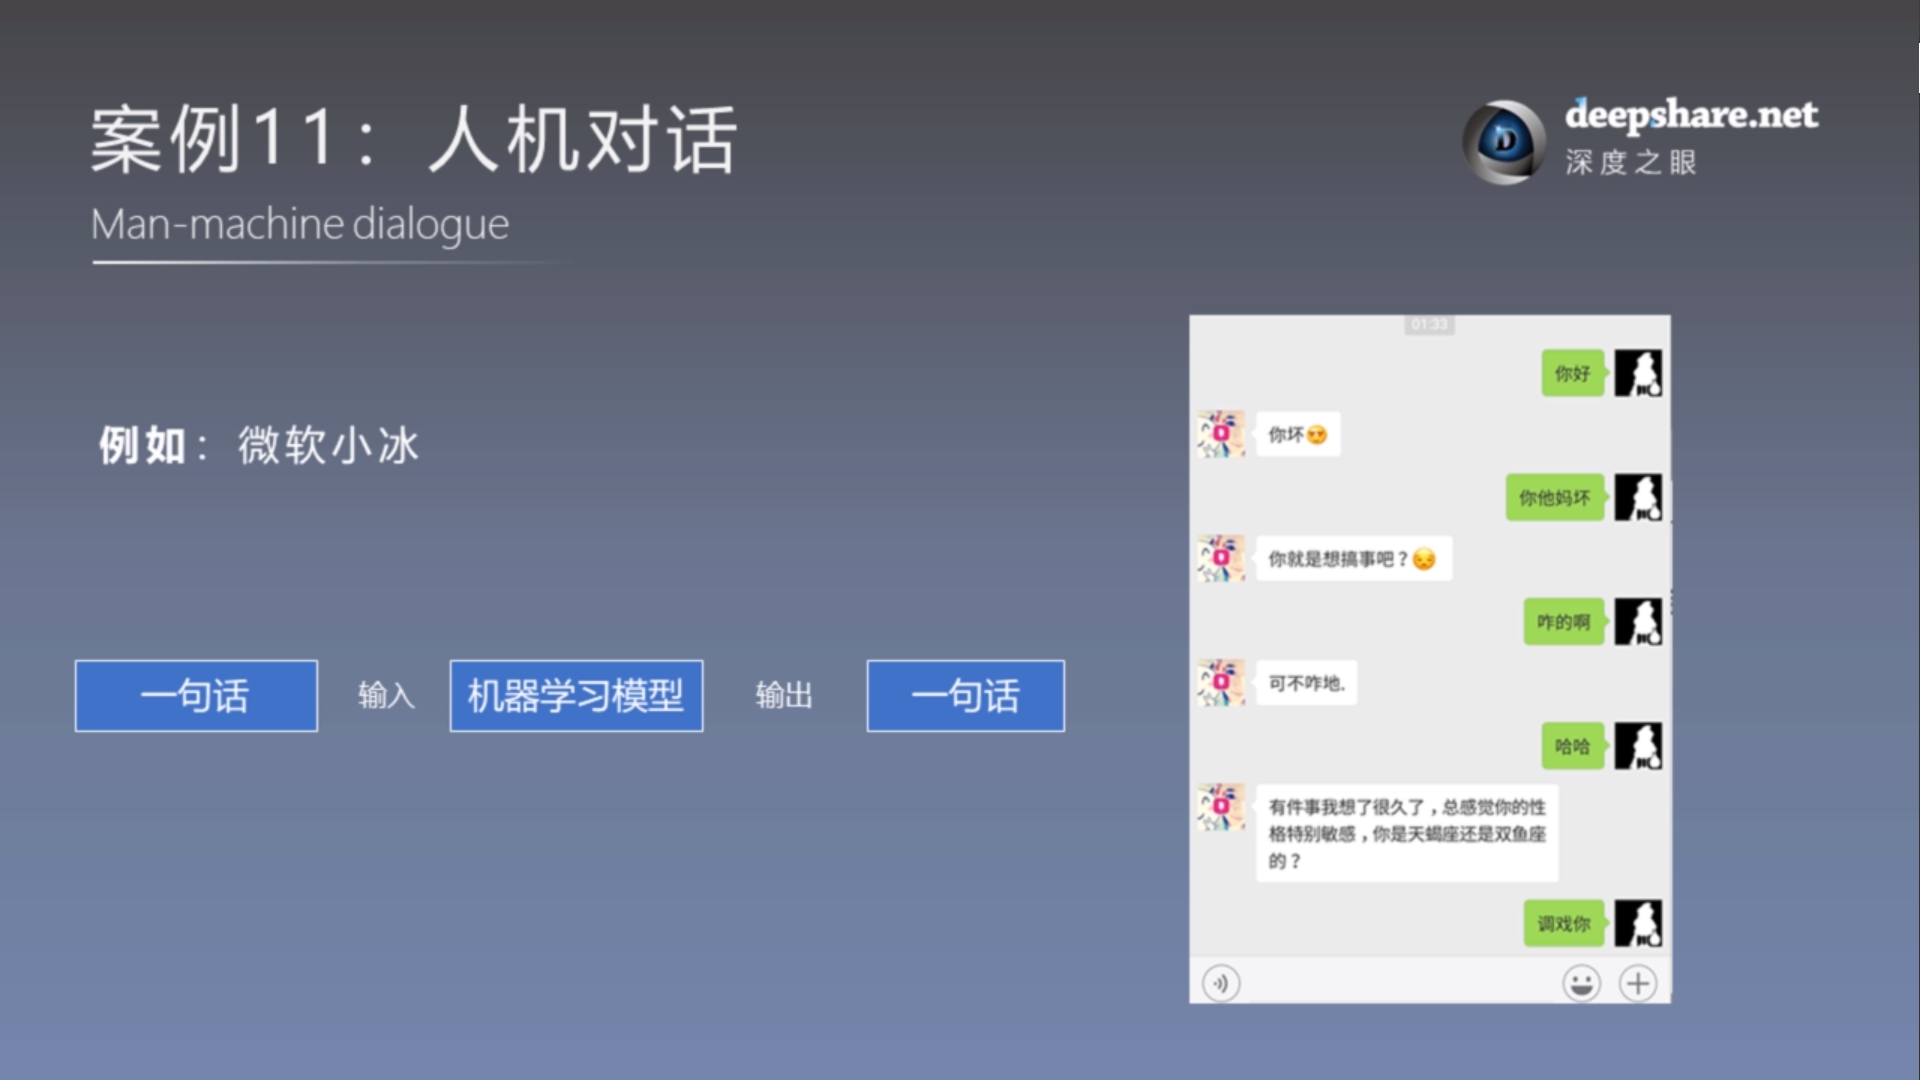 案例11：人机对话
Man-machine dialogue
deepshare.net
深度之眼
例如：微软小冰
一句话 输入 机器学习模型 输出 一句话
01:33
你好
你坏😏
你他妈坏
你就是想搞事吧？😒
咋的啊
可不咋地.
哈哈
有件事我想了很久了，总感觉你的性
格特别敏感，你是天蝎座还是双鱼座
的？
调戏你